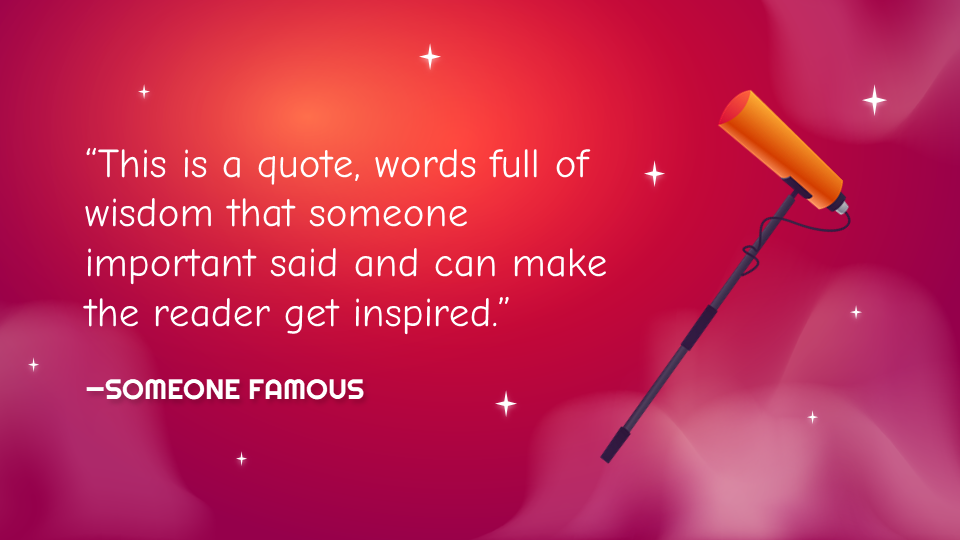 “This is a quote, words full of
wisdom that someone
important said and can make
the reader get inspired.”
—SOMEONE FAMOUS